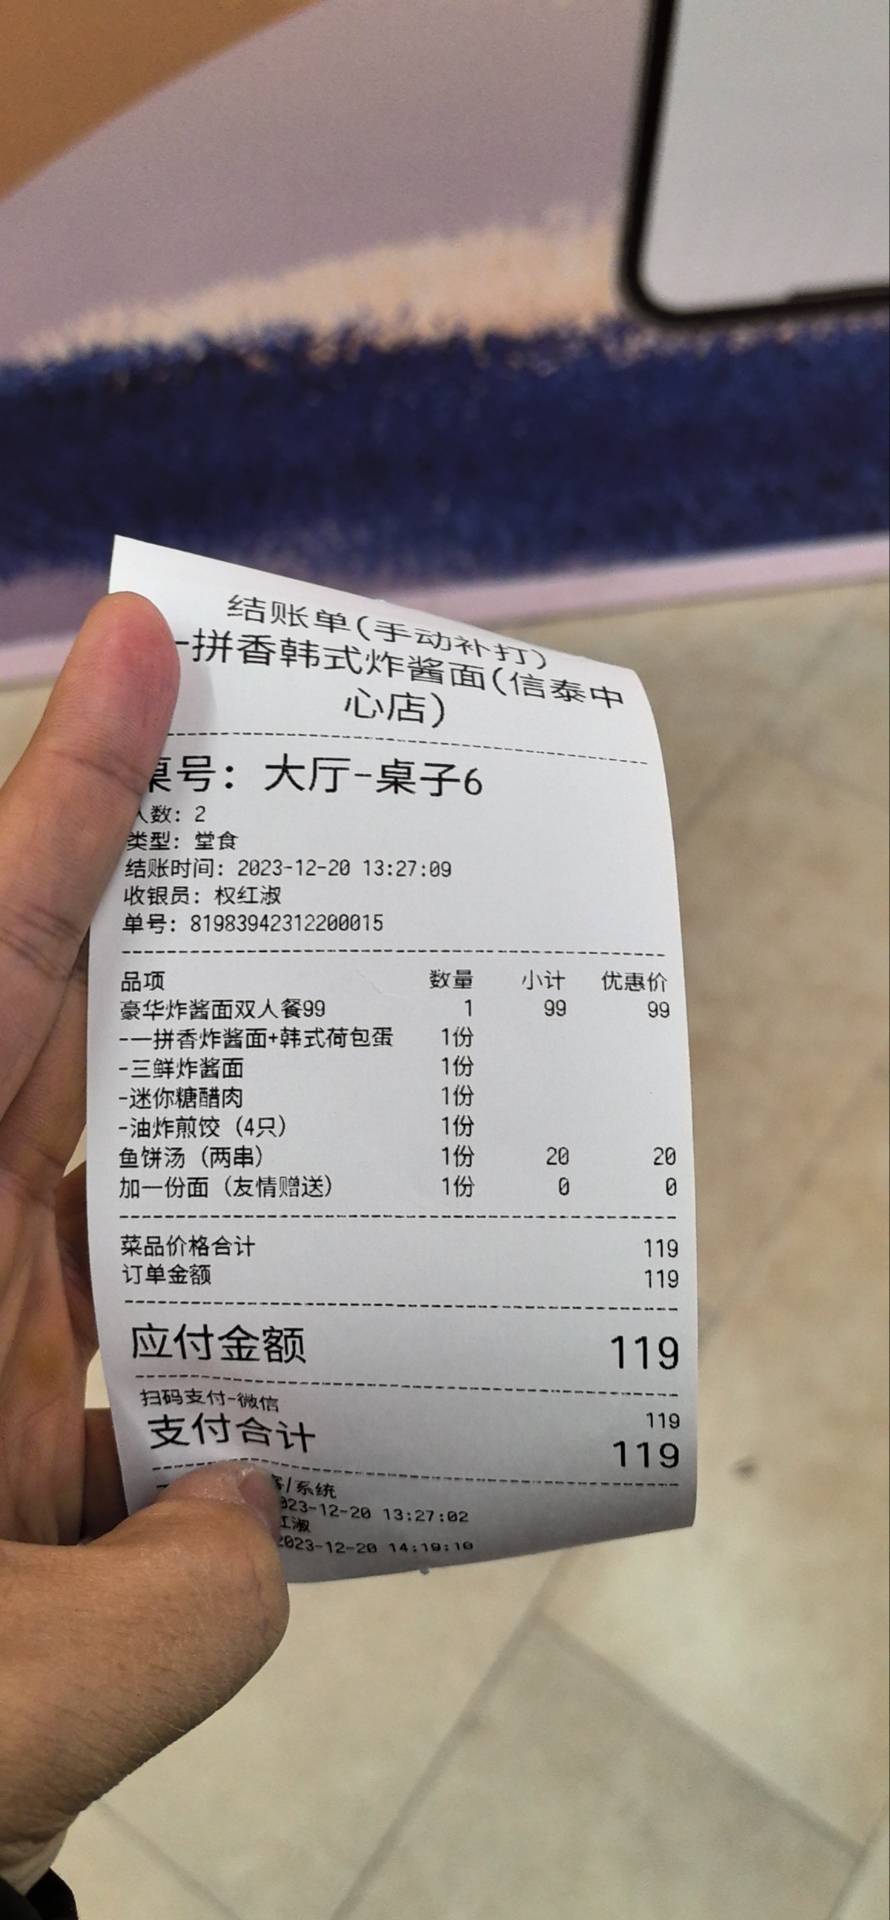 结账单(手动补打)
一拼香韩式炸酱面(信泰中
心店)
桌号: 大厅-桌子6
人数: 2
类型: 堂食
结账时间: 2023-12-20 13:27:09
收银员: 权红淑
单号: 81983942312200015
品项 数量 小计 优惠价
豪华炸酱面双人餐99 1 99 99
-一拼香炸酱面+韩式荷包蛋 1份
-三鲜炸酱面 1份
-迷你糖醋肉 1份
-油炸煎饺 (4只) 1份
鱼饼汤 (两串) 1份 20 20
加一份面 (友情赠送) 1份 0 0
菜品价格合计 119
订单金额 119
应付金额 119
扫码支付-微信 119
支付合计 119
/系统
023-12-20 13:27:02
红淑
2023-12-20 14:19:10